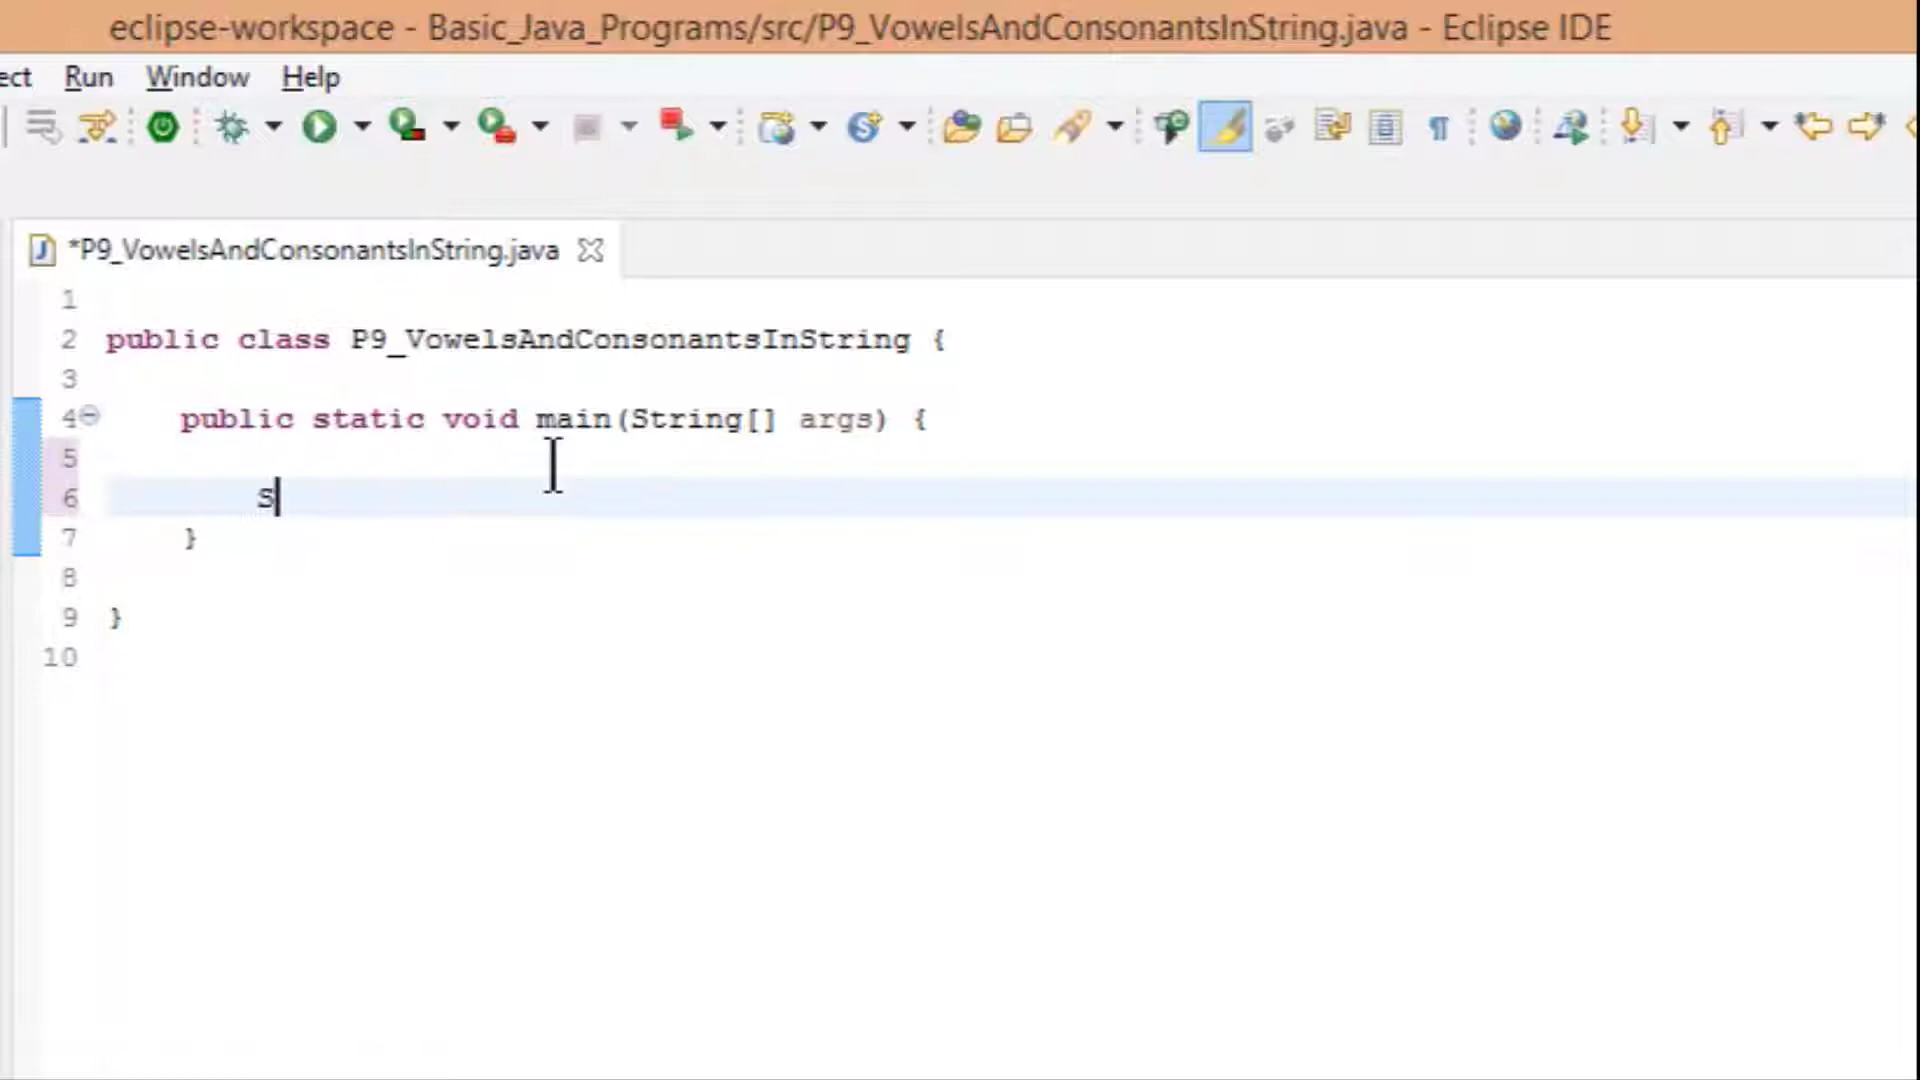 eclipse-workspace - Basic_Java_Programs/src/P9_VowelsAndConsonantsInString.java - Eclipse IDE
ect Run Window Help
*P9_VowelsAndConsonantsInString.java
1
2 public class P9_VowelsAndConsonantsInString {
3
4 public static void main(String[] args) {
5
6 S
7 }
8
9 }
10